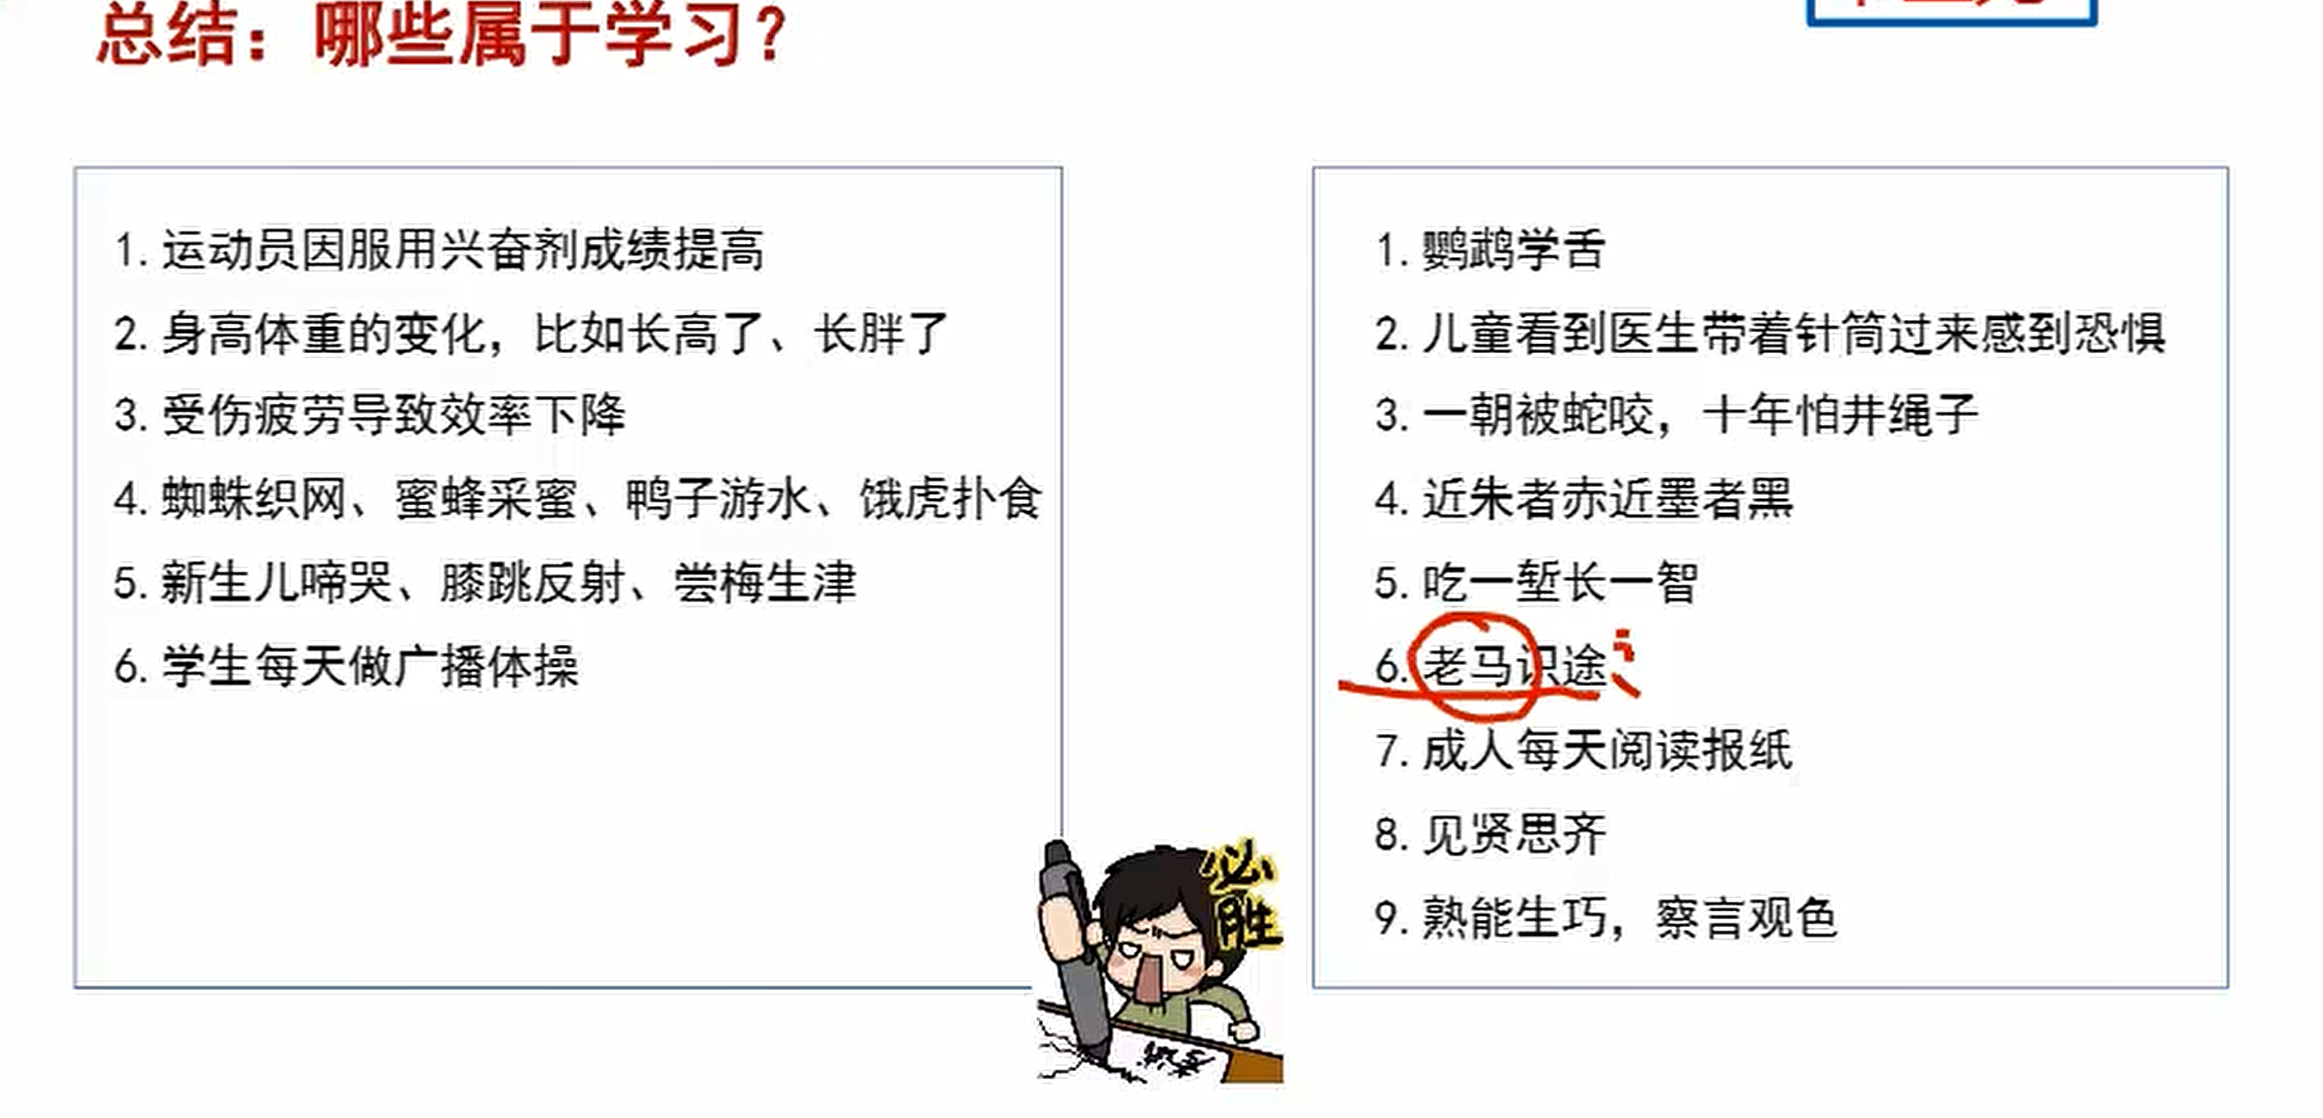 总结：哪些属于学习？
1. 运动员因服用兴奋剂成绩提高
2. 身高体重的变化，比如长高了、长胖了
3. 受伤疲劳导致效率下降
4. 蜘蛛织网、蜜蜂采蜜、鸭子游水、饿虎扑食
5. 新生儿啼哭、膝跳反射、尝梅生津
6. 学生每天做广播体操
1. 鹦鹉学舌
2. 儿童看到医生带着针筒过来感到恐惧
3. 一朝被蛇咬，十年怕井绳子
4. 近朱者赤近墨者黑
5. 吃一堑长一智
6. 老马识途
7. 成人每天阅读报纸
8. 见贤思齐
9. 熟能生巧，察言观色
必胜